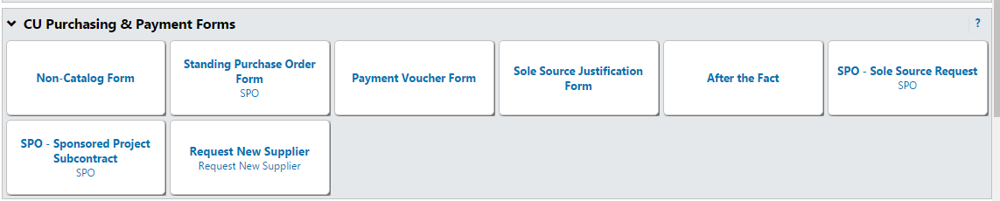 CU Purchasing & Payment Forms
?
Non-Catalog Form
Standing Purchase Order
Form
SPO
Payment Voucher Form
Sole Source Justification
Form
After the Fact
SPO - Sole Source Request
SPO
SPO - Sponsored Project
Subcontract
SPO
Request New Supplier
Request New Supplier